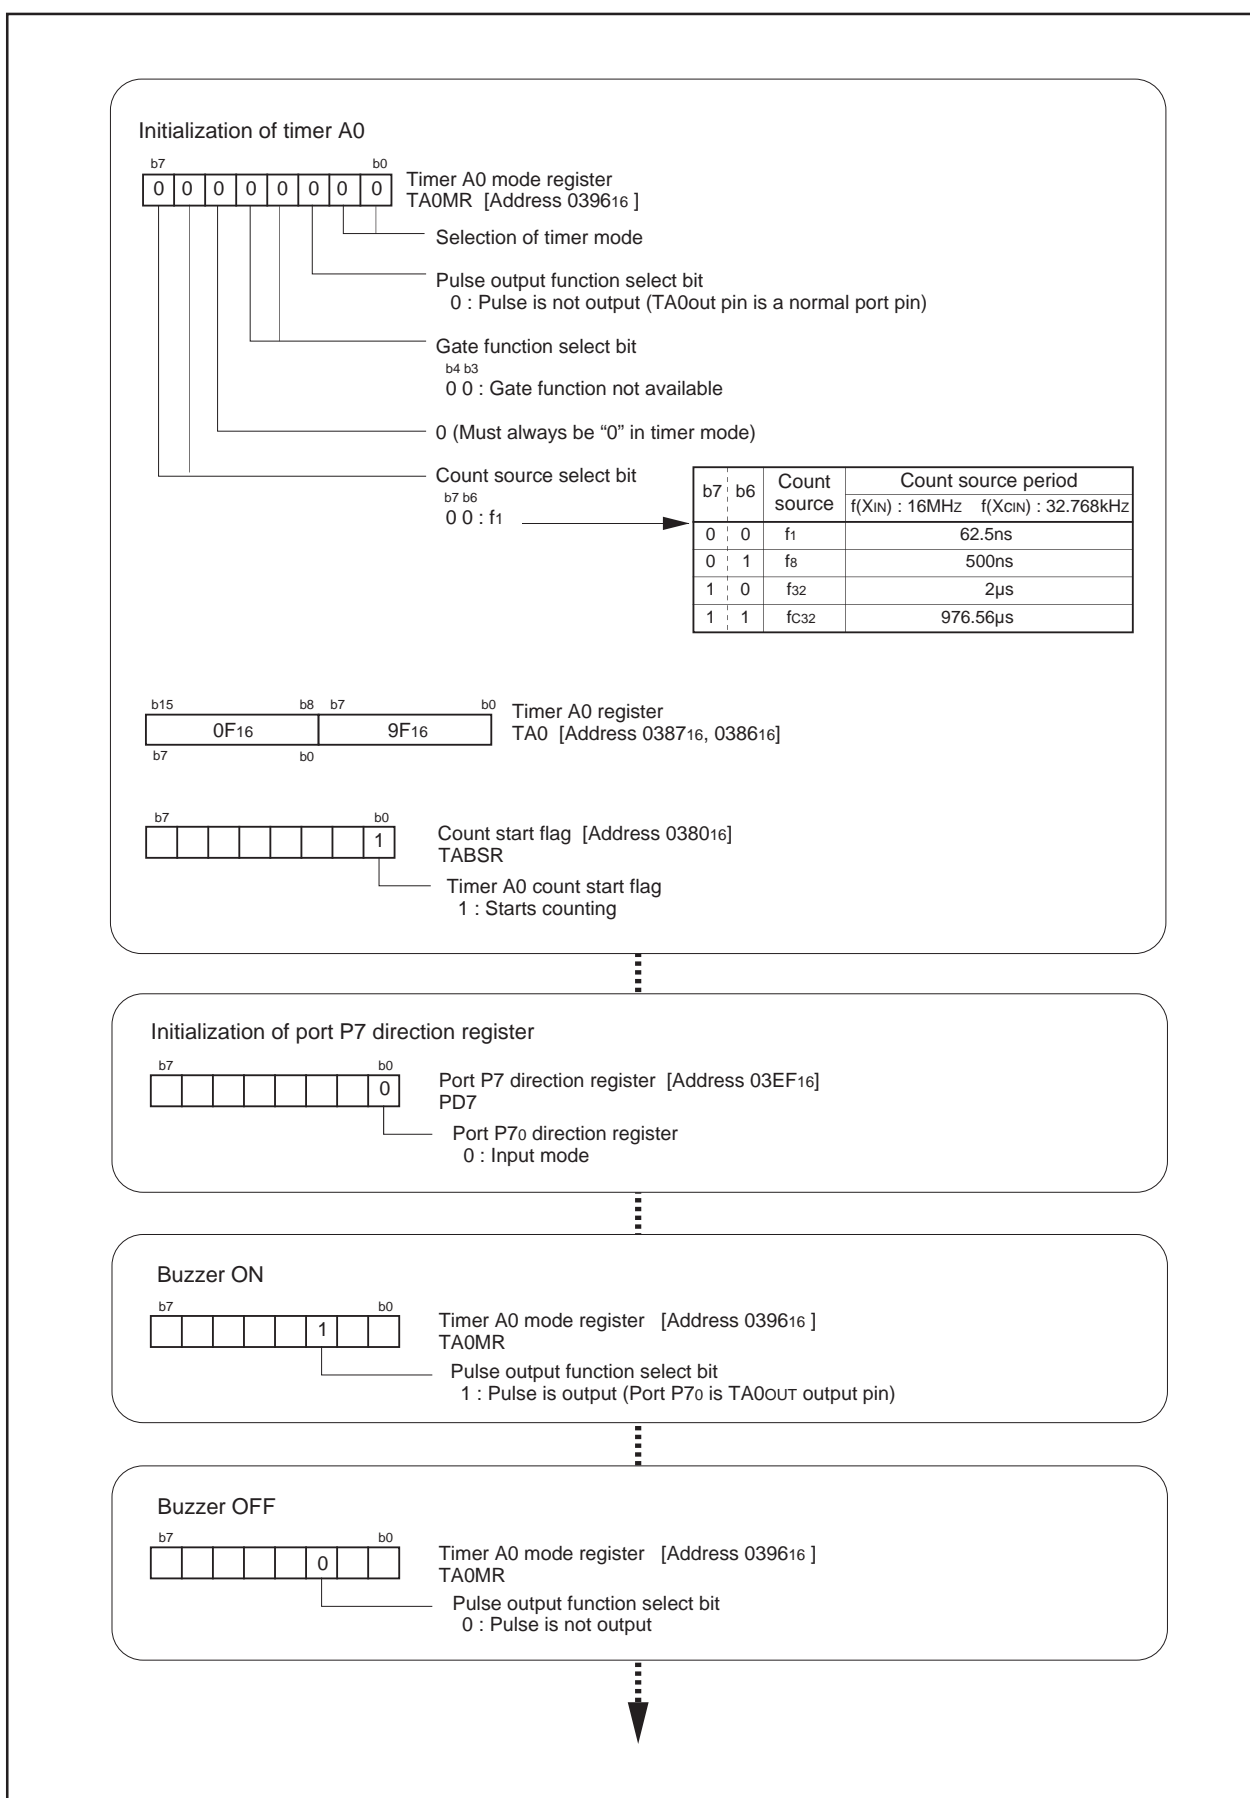 Initialization of timer A0
b7 b0
0 0 0 0 0 0 0 0
Timer A0 mode register
TA0MR [Address 039616 ]
Selection of timer mode
Pulse output function select bit
0 : Pulse is not output (TA0out pin is a normal port pin)
Gate function select bit
b4 b3
0 0 : Gate function not available
0 (Must always be “0” in timer mode)
Count source select bit
b7 b6
0 0 : f1
b7 b6 Count source Count source period
f(XIN) : 16MHz f(XCIN) : 32.768kHz
0 0 f1 62.5ns
0 1 f8 500ns
1 0 f32 2µs
1 1 fC32 976.56µs
b15 b8 b7 b0
0F16 9F16
b7 b0
Timer A0 register
TA0 [Address 038716, 038616]
b7 b0
1
Count start flag [Address 038016]
TABSR
Timer A0 count start flag
1 : Starts counting
Initialization of port P7 direction register
b7 b0
0
Port P7 direction register [Address 03EF16]
PD7
Port P70 direction register
0 : Input mode
Buzzer ON
b7 b0
1
Timer A0 mode register [Address 039616 ]
TA0MR
Pulse output function select bit
1 : Pulse is output (Port P70 is TA0OUT output pin)
Buzzer OFF
b7 b0
0
Timer A0 mode register [Address 039616 ]
TA0MR
Pulse output function select bit
0 : Pulse is not output